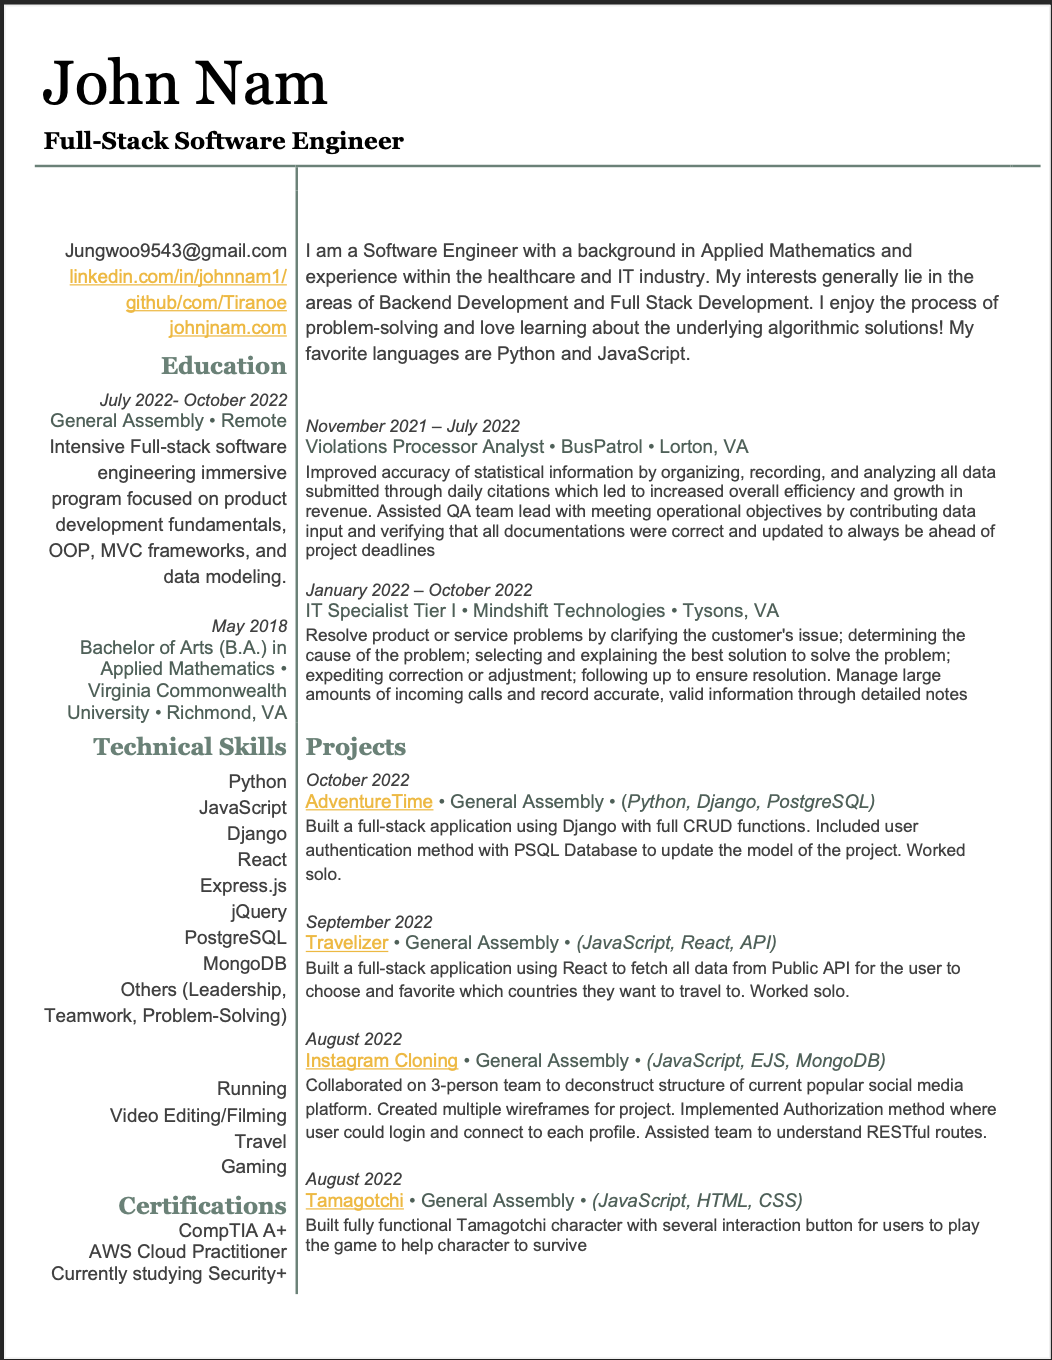 John Nam
Full-Stack Software Engineer
Jungwoo9543@gmail.com
linkedin.com/in/johnnam1/
github/com/Tiranoe
johnjnam.com
Education
July 2022- October 2022
General Assembly • Remote
Intensive Full-stack software
engineering immersive
program focused on product
development fundamentals,
OOP, MVC frameworks, and
data modeling.
May 2018
Bachelor of Arts (B.A.) in
Applied Mathematics •
Virginia Commonwealth
University • Richmond, VA
Technical Skills
Python
JavaScript
Django
React
Express.js
jQuery
PostgreSQL
MongoDB
Others (Leadership,
Teamwork, Problem-Solving)
Running
Video Editing/Filming
Travel
Gaming
Certifications
CompTIA A+
AWS Cloud Practitioner
Currently studying Security+
I am a Software Engineer with a background in Applied Mathematics and
experience within the healthcare and IT industry. My interests generally lie in the
areas of Backend Development and Full Stack Development. I enjoy the process of
problem-solving and love learning about the underlying algorithmic solutions! My
favorite languages are Python and JavaScript.
November 2021 – July 2022
Violations Processor Analyst • BusPatrol • Lorton, VA
Improved accuracy of statistical information by organizing, recording, and analyzing all data
submitted through daily citations which led to increased overall efficiency and growth in
revenue. Assisted QA team lead with meeting operational objectives by contributing data
input and verifying that all documentations were correct and updated to always be ahead of
project deadlines
January 2022 – October 2022
IT Specialist Tier I • Mindshift Technologies • Tysons, VA
Resolve product or service problems by clarifying the customer's issue; determining the
cause of the problem; selecting and explaining the best solution to solve the problem;
expediting correction or adjustment; following up to ensure resolution. Manage large
amounts of incoming calls and record accurate, valid information through detailed notes
Projects
October 2022
AdventureTime • General Assembly • (Python, Django, PostgreSQL)
Built a full-stack application using Django with full CRUD functions. Included user
authentication method with PSQL Database to update the model of the project. Worked
solo.
September 2022
Travelizer • General Assembly • (JavaScript, React, API)
Built a full-stack application using React to fetch all data from Public API for the user to
choose and favorite which countries they want to travel to. Worked solo.
August 2022
Instagram Cloning • General Assembly • (JavaScript, EJS, MongoDB)
Collaborated on 3-person team to deconstruct structure of current popular social media
platform. Created multiple wireframes for project. Implemented Authorization method where
user could login and connect to each profile. Assisted team to understand RESTful routes.
August 2022
Tamagotchi • General Assembly • (JavaScript, HTML, CSS)
Built fully functional Tamagotchi character with several interaction button for users to play
the game to help character to survive